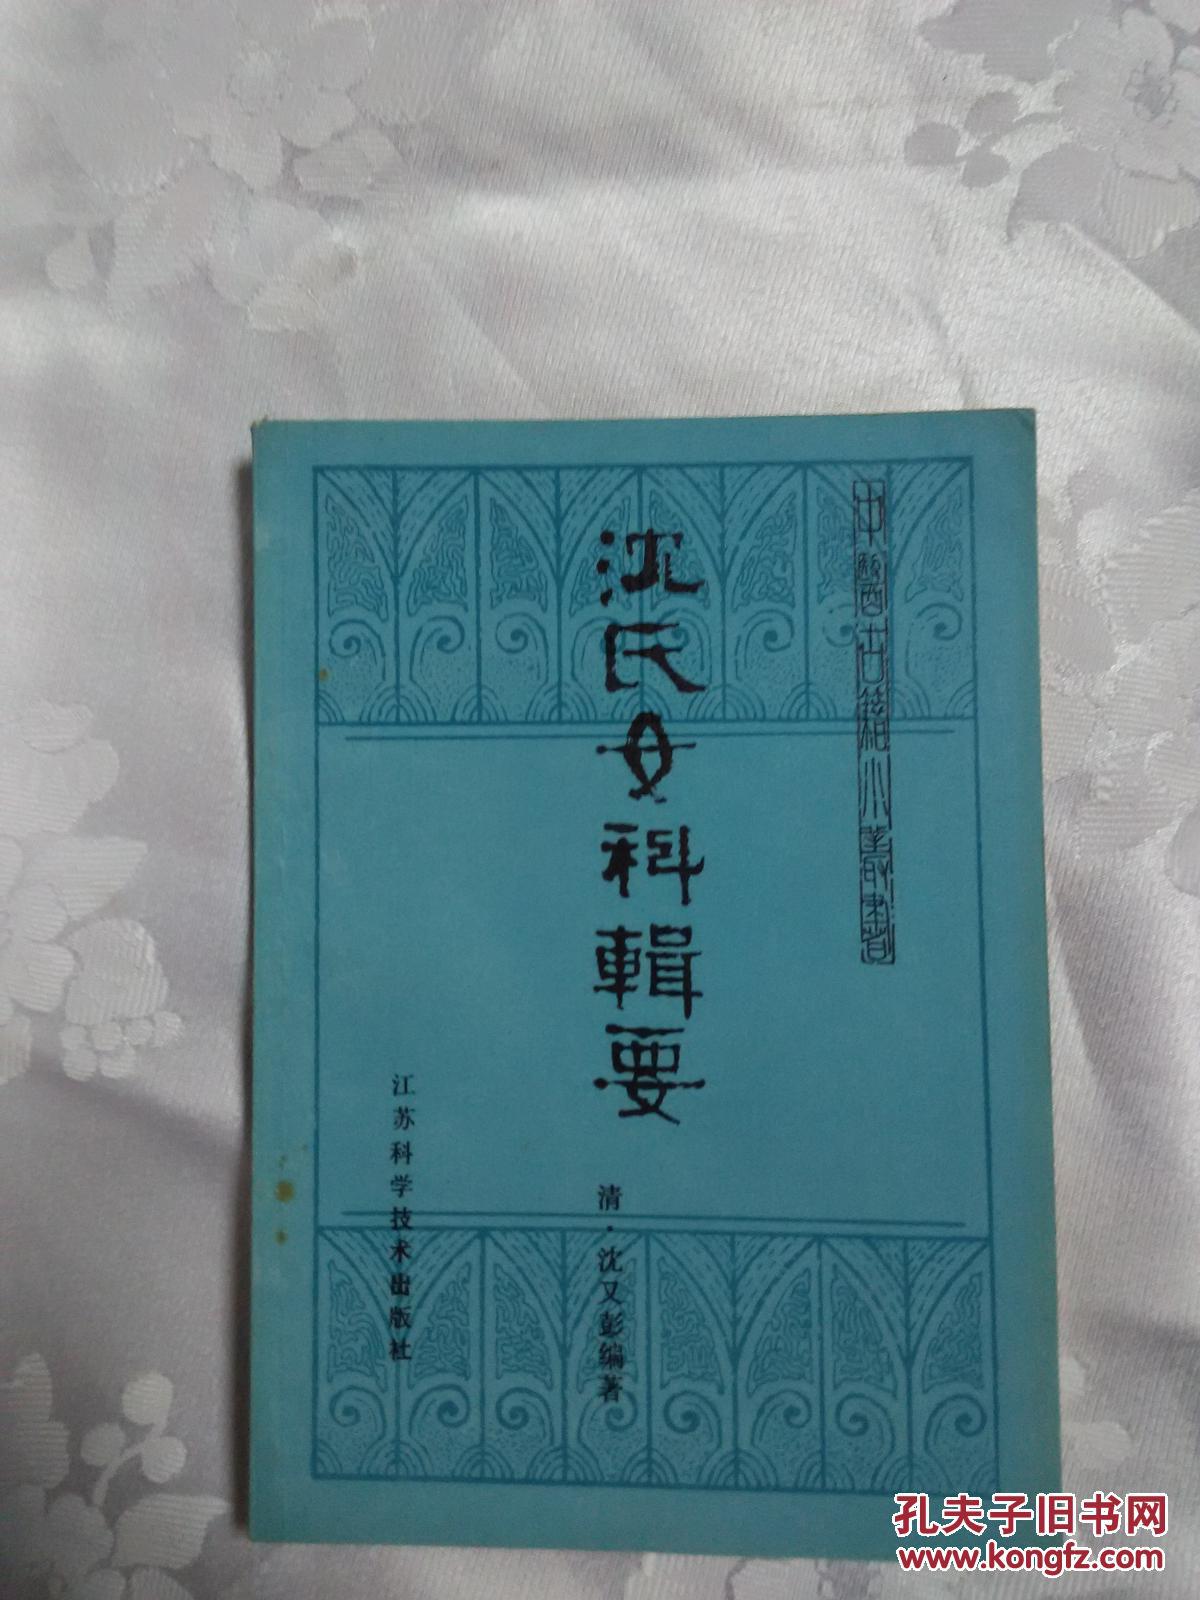 中醫古籍小叢書
沈氏女科輯要
清·沈又彭编著
江苏科学技术出版社
孔夫子旧书网
www.kongfz.com